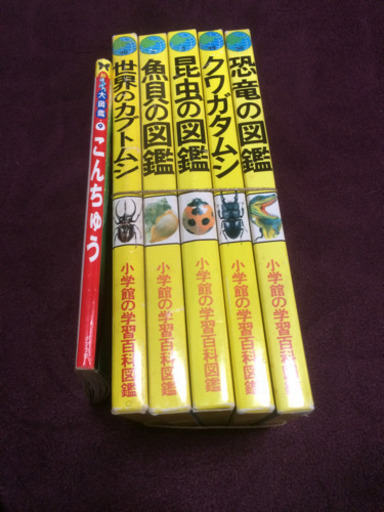 大図鑑
こんちゅう
世界のカブトムシ
小学館の学習百科図鑑
魚貝の図鑑
小学館の学習百科図鑑
昆虫の図鑑
小学館の学習百科図鑑
クワガタムシ
小学館の学習百科図鑑
恐竜の図鑑
小学館の学習百科図鑑